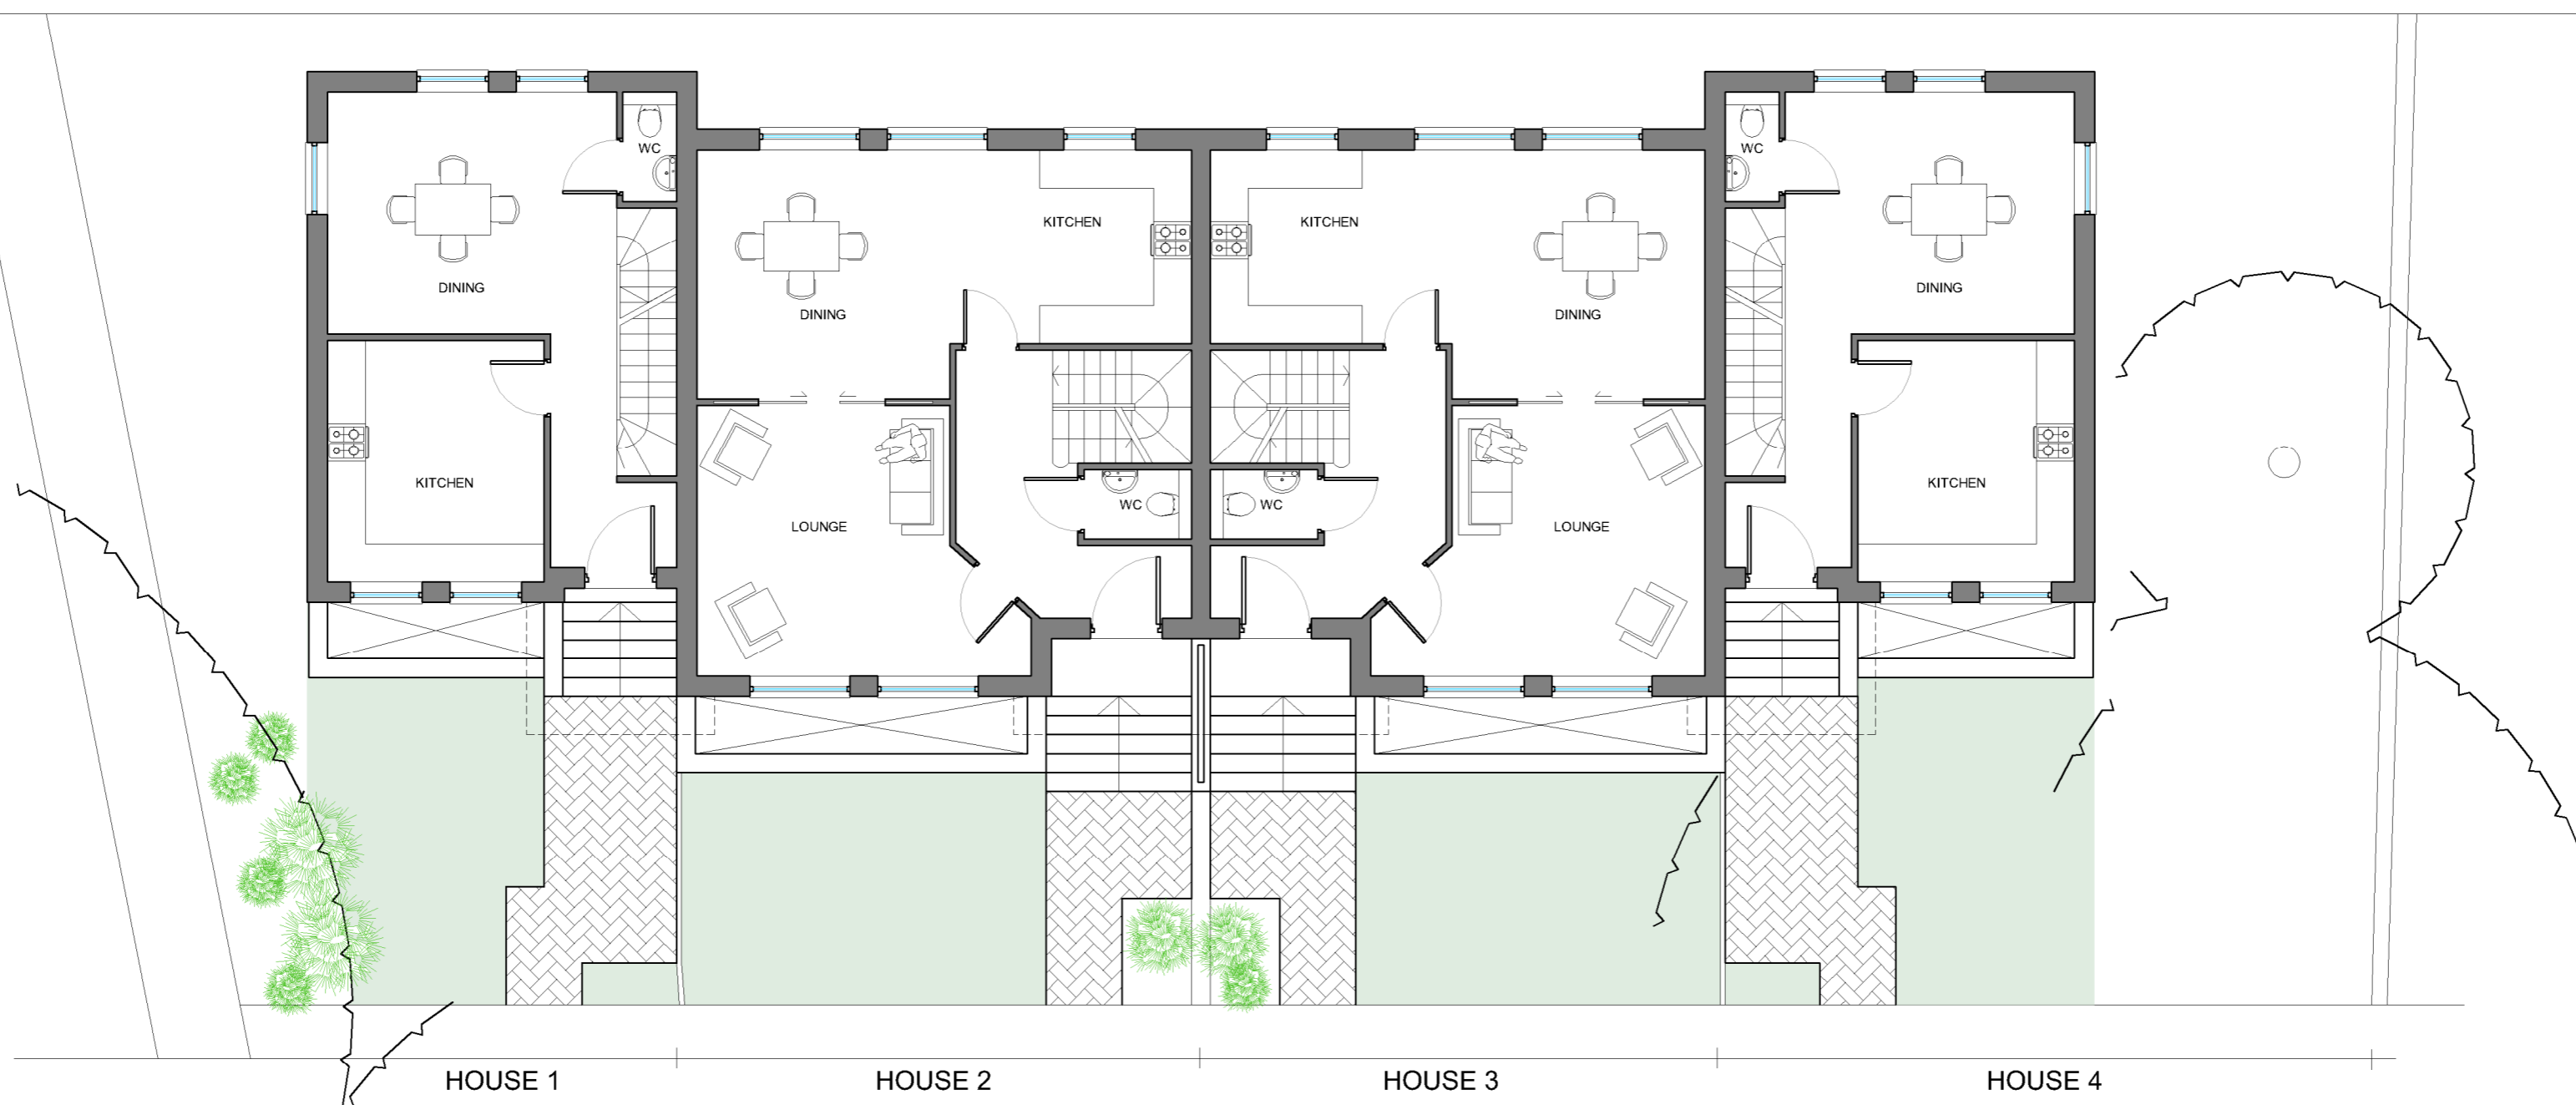 WC
WC
KITCHEN
KITCHEN
DINING
DINING
DINING
DINING
KITCHEN
KITCHEN
WC
WC
LOUNGE
LOUNGE
HOUSE 1
HOUSE 2
HOUSE 3
HOUSE 4